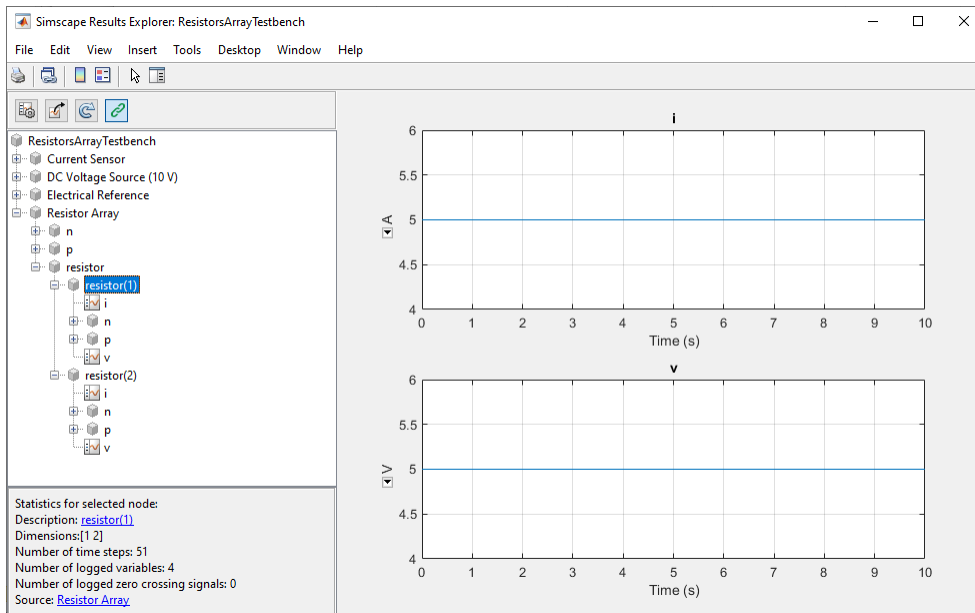 Simscape Results Explorer: ResistorsArrayTestbench
File Edit View Insert Tools Desktop Window Help
ResistorsArrayTestbench
Current Sensor
DC Voltage Source (10 V)
Electrical Reference
Resistor Array
n
p
resistor
resistor(1)
i
n
p
v
resistor(2)
i
n
p
v
Statistics for selected node:
Description: resistor(1)
Dimensions:[1 2]
Number of time steps: 51
Number of logged variables: 4
Number of logged zero crossing signals: 0
Source: Resistor Array
i
6
5.5
5
4.5
4
A
0 1 2 3 4 5 6 7 8 9 10
Time (s)
v
6
5.5
5
4.5
4
V
0 1 2 3 4 5 6 7 8 9 10
Time (s)